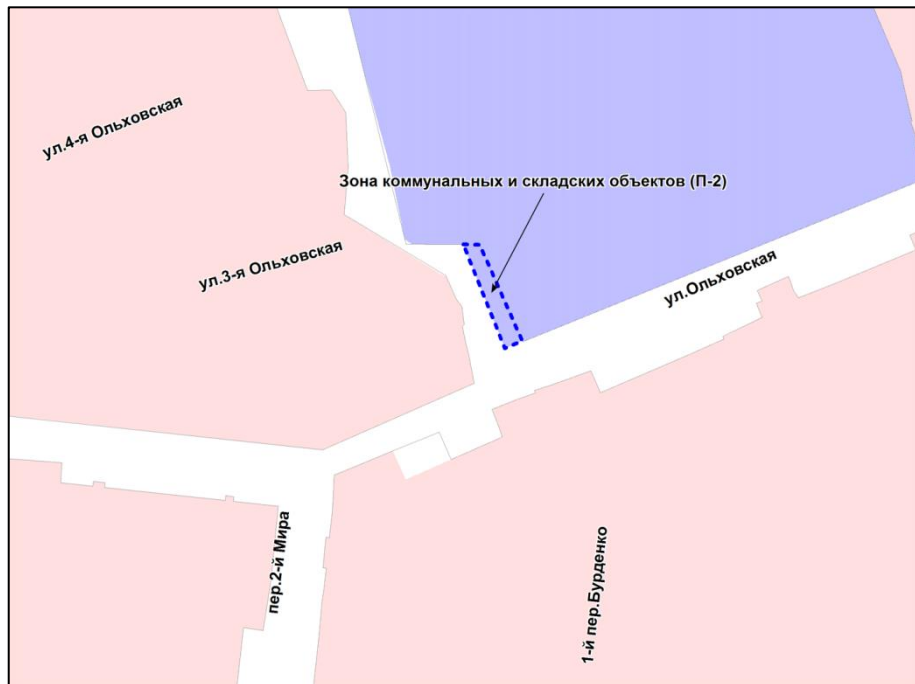 ул.4-я Ольховская
Зона коммунальных и складских объектов (П-2)
ул.3-я Ольховская
ул.Ольховская
пер.2-й Мира
1-й пер.Бурденко